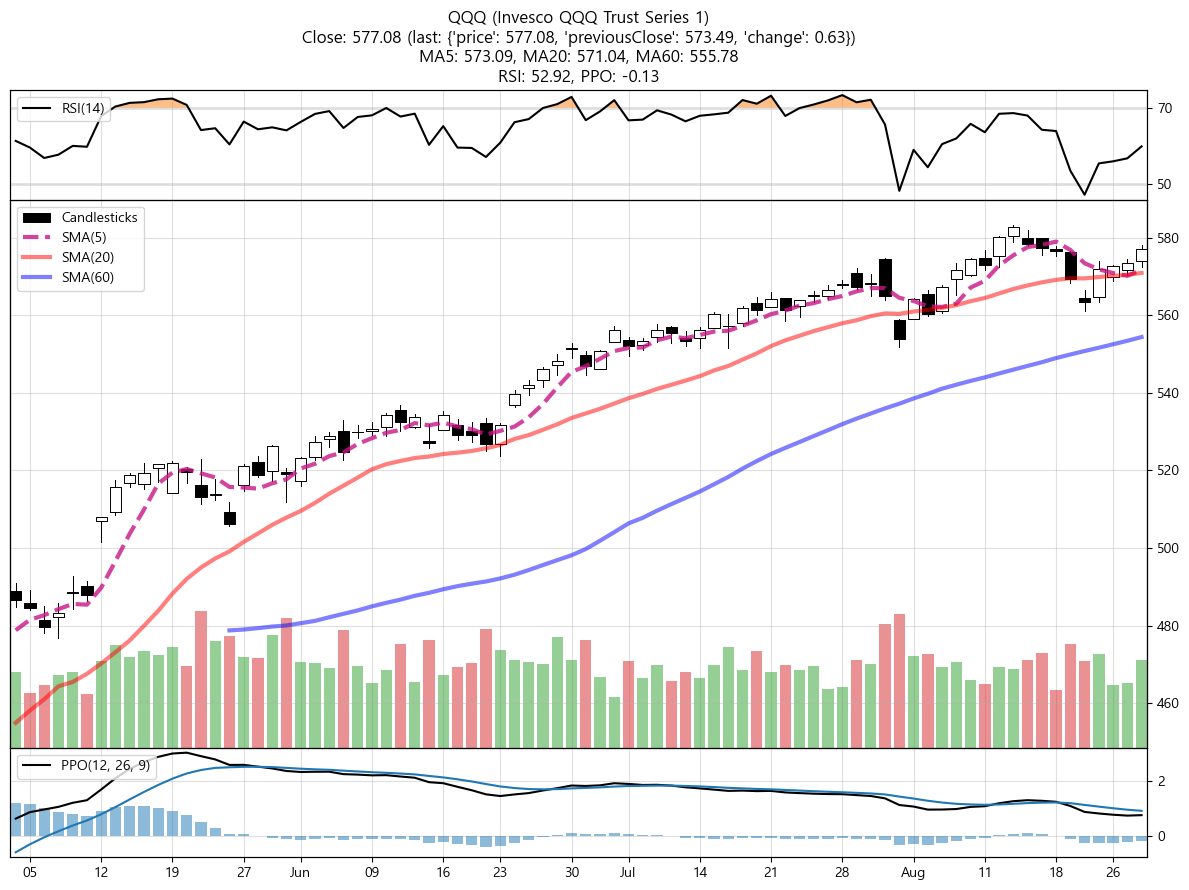 QQQ (Invesco QQQ Trust Series 1)
Close: 577.08 (last: {'price': 577.08, 'previousClose': 573.49, 'change': 0.63})
MA5: 573.09, MA20: 571.04, MA60: 555.78
RSI: 52.92, PPO: -0.13
RSI(14)
70
50
Candlesticks
SMA(5)
SMA(20)
SMA(60)
580
560
540
520
500
480
460
PPO(12, 26, 9)
2
0
05 12 19 27 Jun 09 16 23 30 Jul 14 21 28 Aug 11 18 26